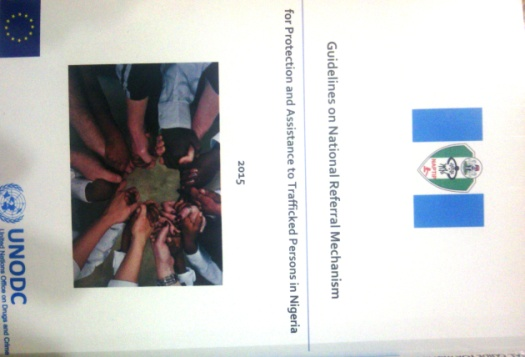 Guidelines on National Referral Mechanism
for Protection and Assistance to Trafficked Persons in Nigeria
2015
UNODC
United Nations Office on Drugs and Crime